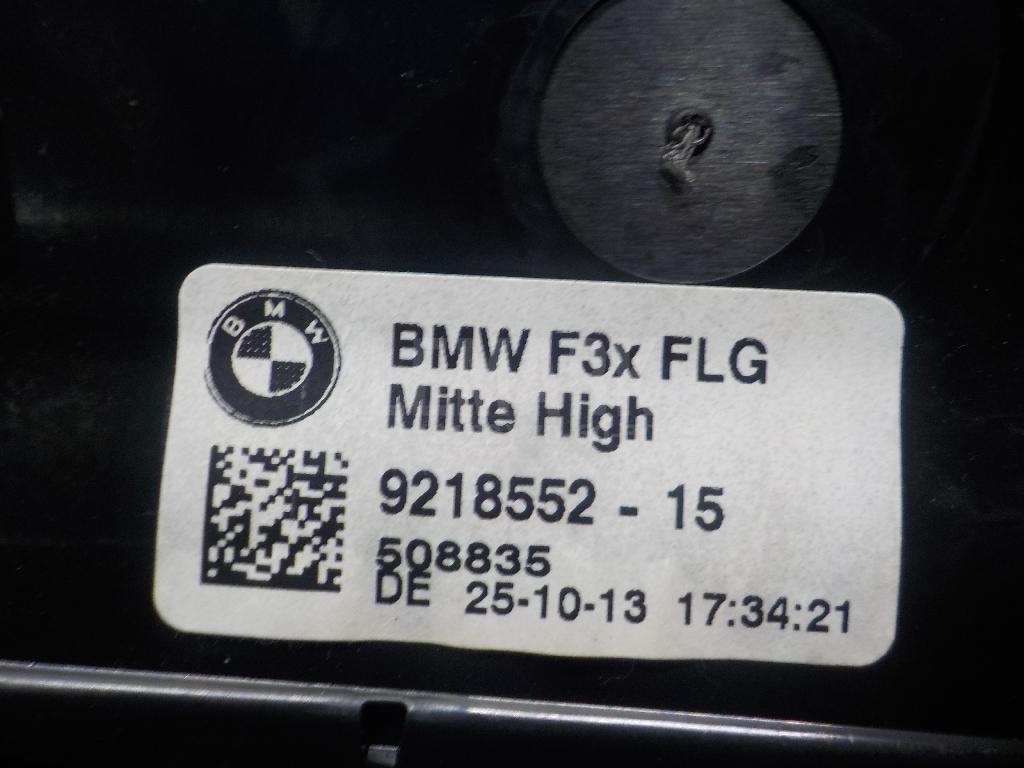 BMW
BMW F3x FLG
Mitte High
9218552 - 15
508835
DE 25-10-13 17:34:21